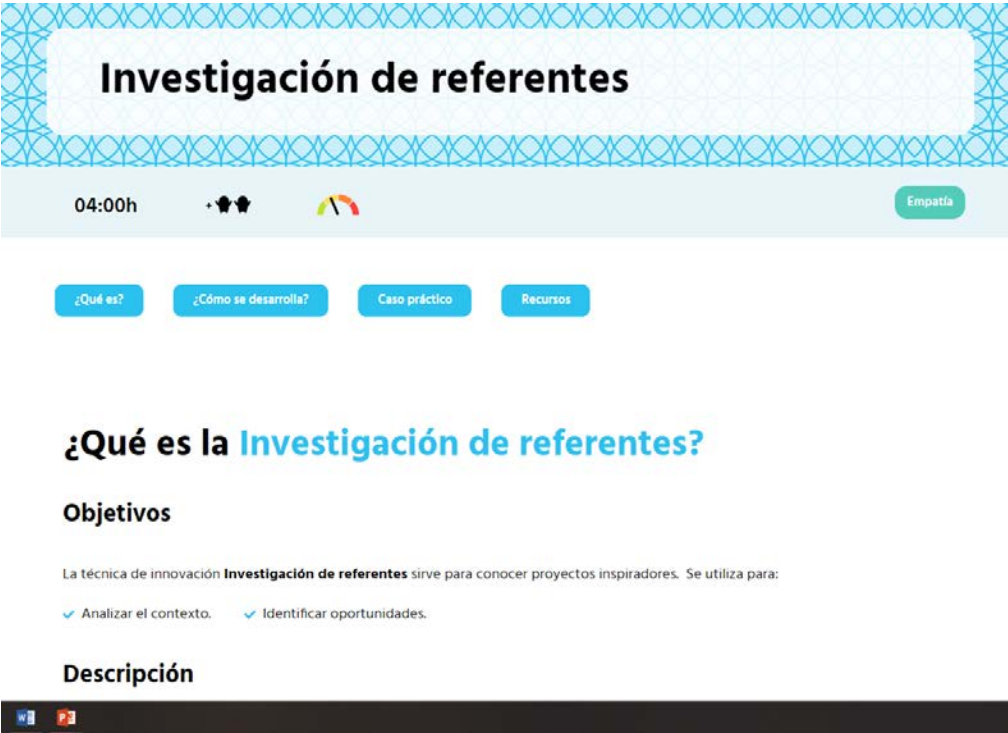 Investigación de referentes
04:00h
+
Empatía
¿Qué es?
¿Cómo se desarrolla?
Caso práctico
Recursos
¿Qué es la Investigación de referentes?
Objetivos
La técnica de innovación Investigación de referentes sirve para conocer proyectos inspiradores. Se utiliza para:
Analizar el contexto.
Identificar oportunidades.
Descripción
W
P